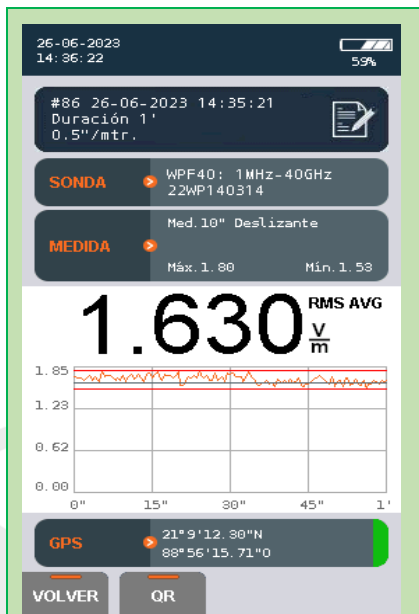 26-06-2023
14:36:22
59%
#86 26-06-2023 14:35:21
Duración 1'
0.5"/mtr.
SONDA
WPF40: 1MHz-40GHz
22WP140314
MEDIDA
Med.10" Deslizante
Máx.1.80 Mín.1.53
1.630 RMS AVG
V/m
1.85
1.23
0.62
0.00
0" 15" 30" 45" 1'
GPS
21°9'12.30"N
88°56'15.71"O
VOLVER QR